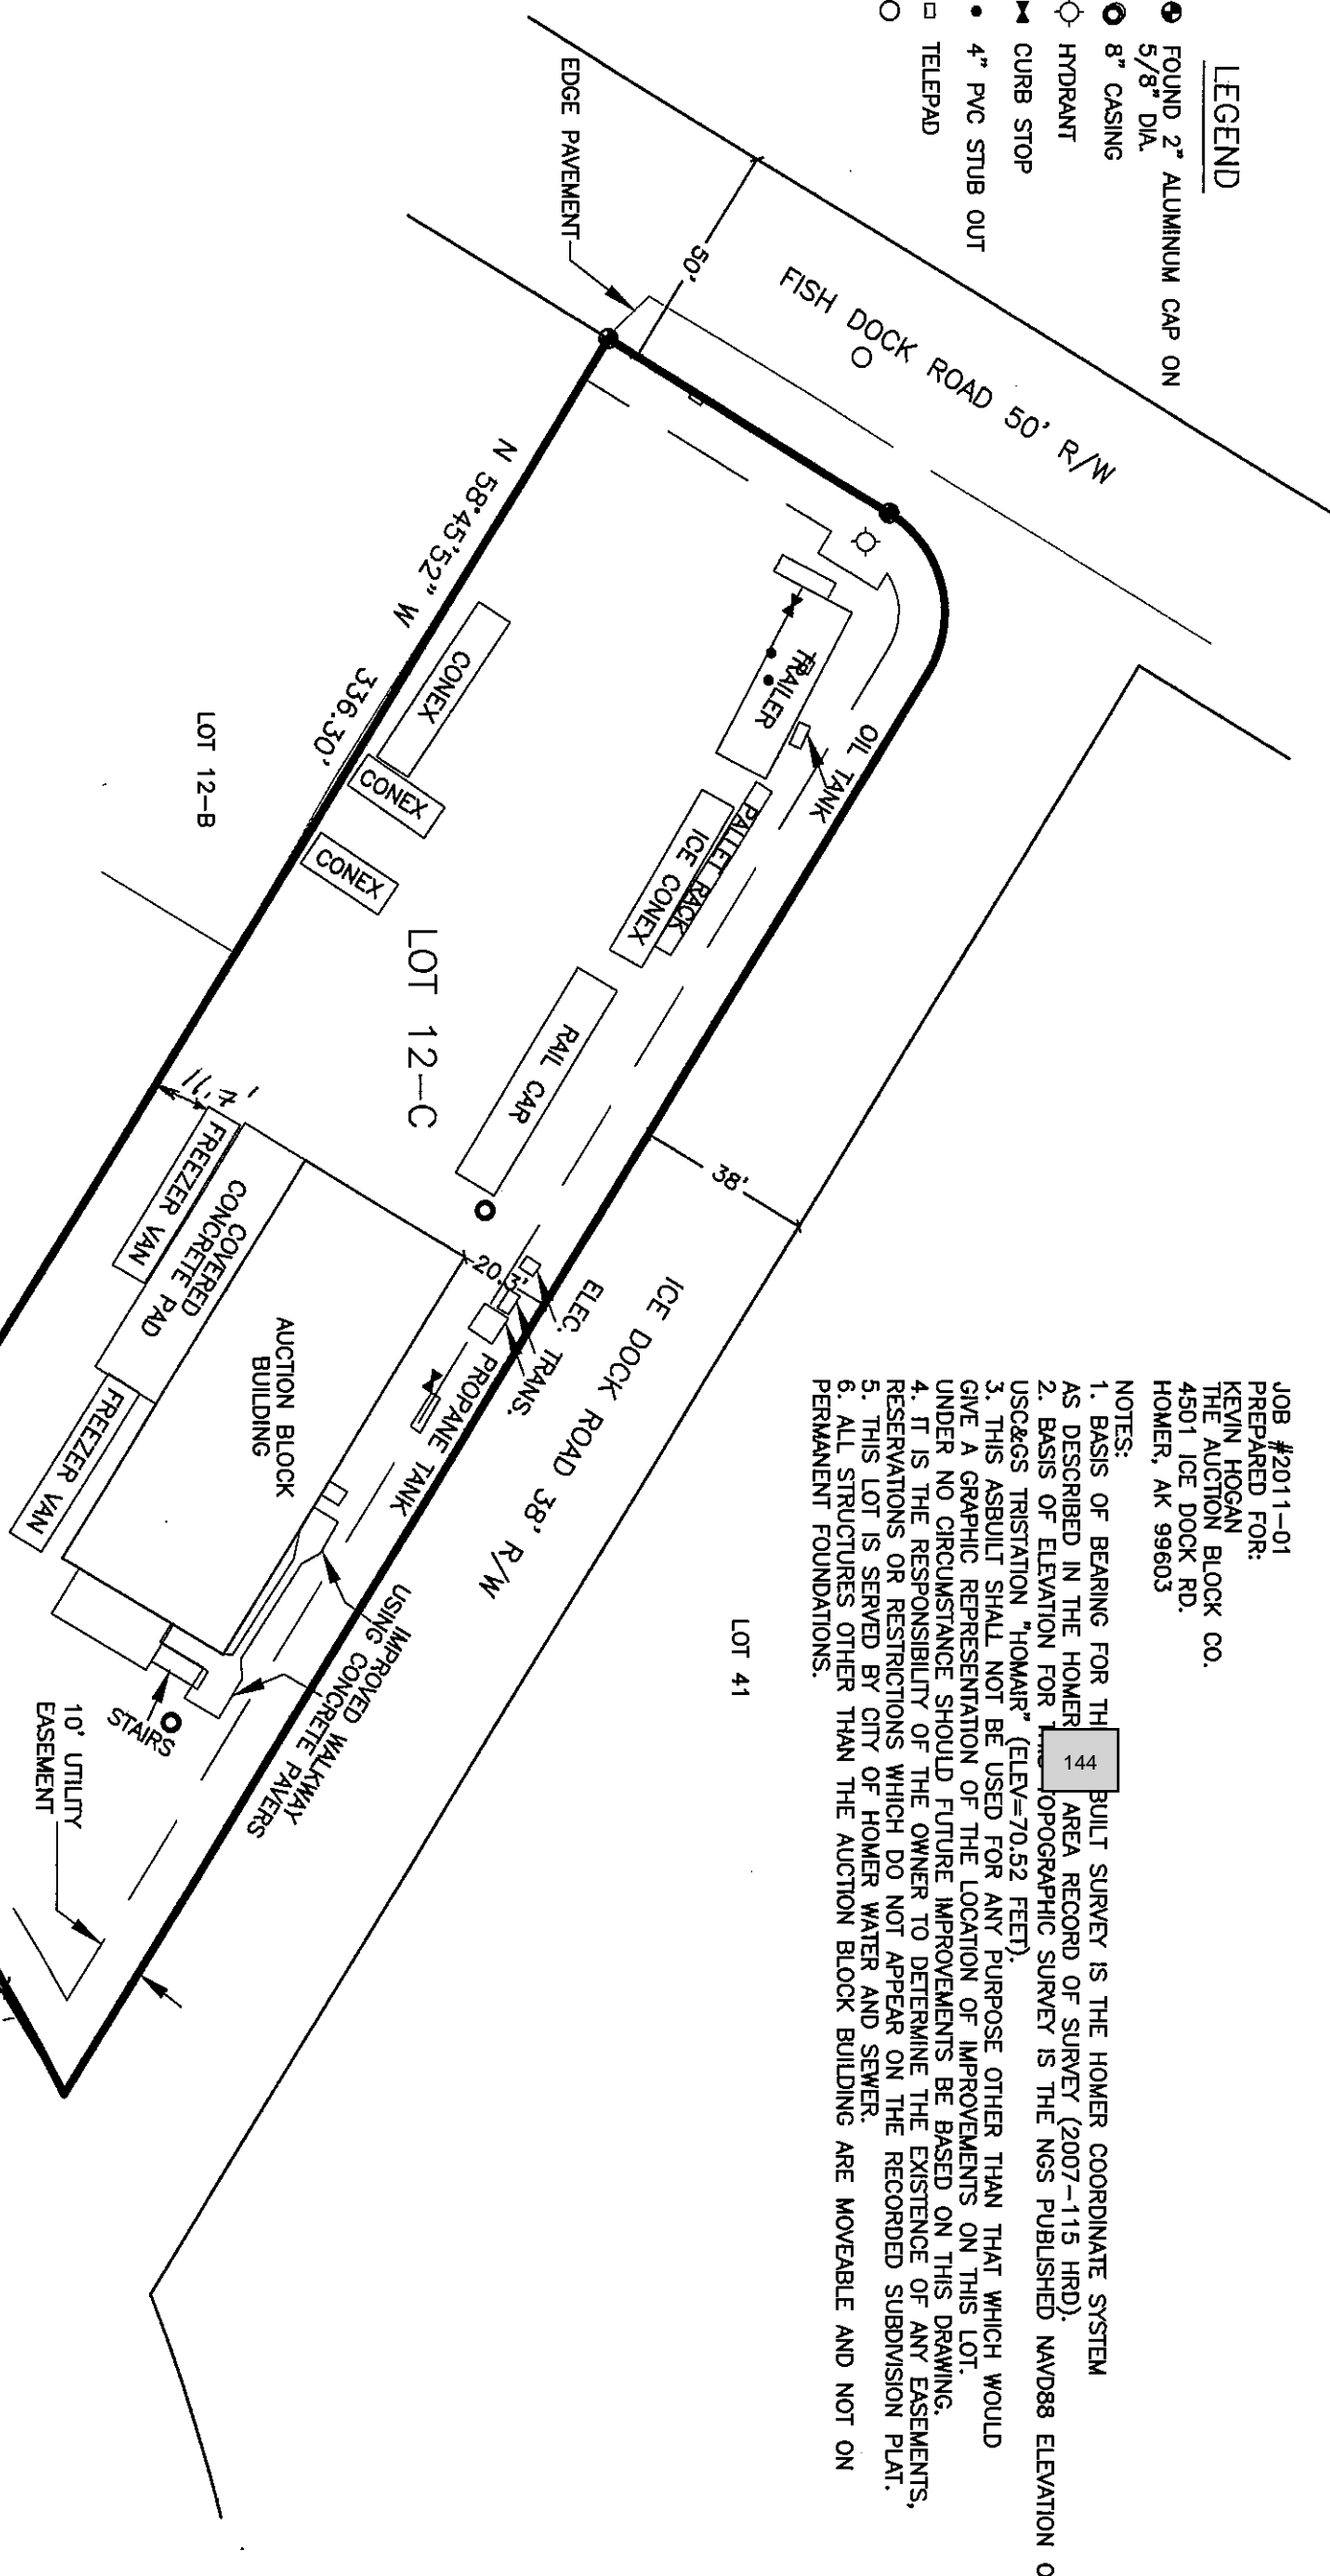 LEGEND
FOUND 2" ALUMINUM CAP ON
5/8" DIA.
8" CASING
HYDRANT
CURB STOP
4" PVC STUB OUT
TELEPAD
EDGE PAVEMENT
50'
FISH DOCK ROAD 50' R/W
N 58°45'52" W
336.30'
LOT 12-B
CONEX
CONEX
CONEX
TRAILER
OIL TANK
PALLET RACK
ICE CONEX
LOT 12-C
RAIL CAR
38'
11.7'
20.3'
FREEZER VAN
COVERED
CONCRETE PAD
AUCTION BLOCK
BUILDING
FREEZER VAN
ELEC.
TRANS.
PROPANE TANK
ICE DOCK ROAD 38' R/W
IMPROVED WALKWAY
USING CONCRETE PAVERS
STAIRS
10' UTILITY
EASEMENT
LOT 41
JOB #2011-01
PREPARED FOR:
KEVIN HOGAN
THE AUCTION BLOCK CO.
4501 ICE DOCK RD.
HOMER, AK 99603
NOTES:
1. BASIS OF BEARING FOR BUILT SURVEY IS THE HOMER COORDINATE SYSTEM
AS DESCRIBED IN THE HOMER AREA RECORD OF SURVEY (2007-115 HRD).
2. BASIS OF ELEVATION FOR TOPOGRAPHIC SURVEY IS THE NGS PUBLISHED NAVD88 ELEVATION
USC&GS TRISTATION "HOMAIR" (ELEV=70.52 FEET).
3. THIS ASBUILT SHALL NOT BE USED FOR ANY PURPOSE OTHER THAN THAT WHICH WOULD
GIVE A GRAPHIC REPRESENTATION OF THE LOCATION OF IMPROVEMENTS ON THIS LOT.
UNDER NO CIRCUMSTANCE SHOULD FUTURE IMPROVEMENTS BE BASED ON THIS DRAWING.
4. IT IS THE RESPONSIBILITY OF THE OWNER TO DETERMINE THE EXISTENCE OF ANY EASEMENTS,
RESERVATIONS OR RESTRICTIONS WHICH DO NOT APPEAR ON THE RECORDED SUBDIVISION PLAT.
5. THIS LOT IS SERVED BY CITY OF HOMER WATER AND SEWER.
6. ALL STRUCTURES OTHER THAN THE AUCTION BLOCK BUILDING ARE MOVEABLE AND NOT ON
PERMANENT FOUNDATIONS.
144